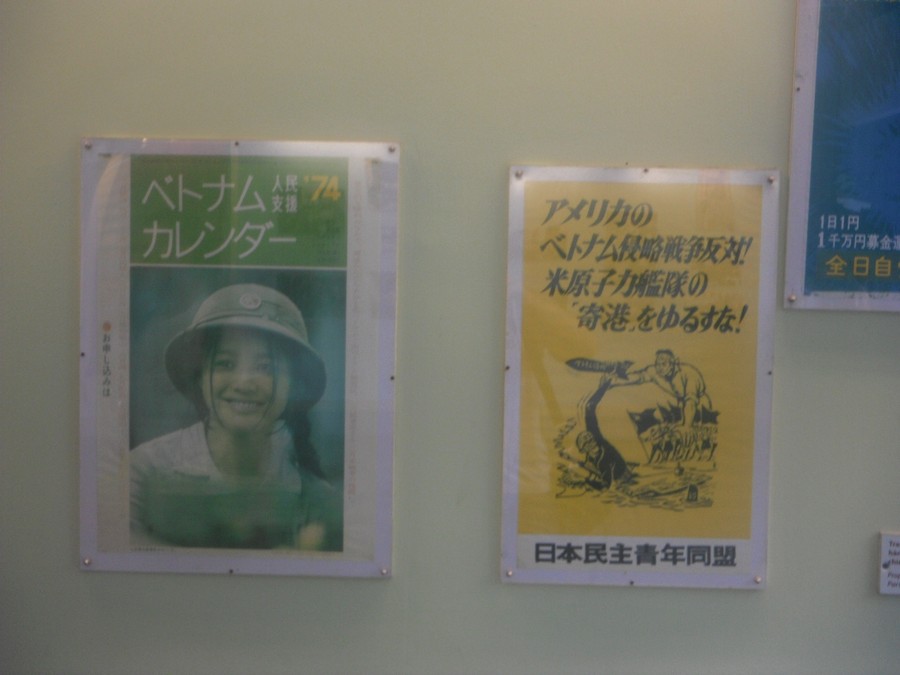 ベトナム人民支援'74
カレンダー
お申し込みは
アメリカの
ベトナム侵略戦争反対!
米原子力艦隊の
「寄港」をゆるすな!
日本民主青年同盟
1日1円
1千万円募金
全日自